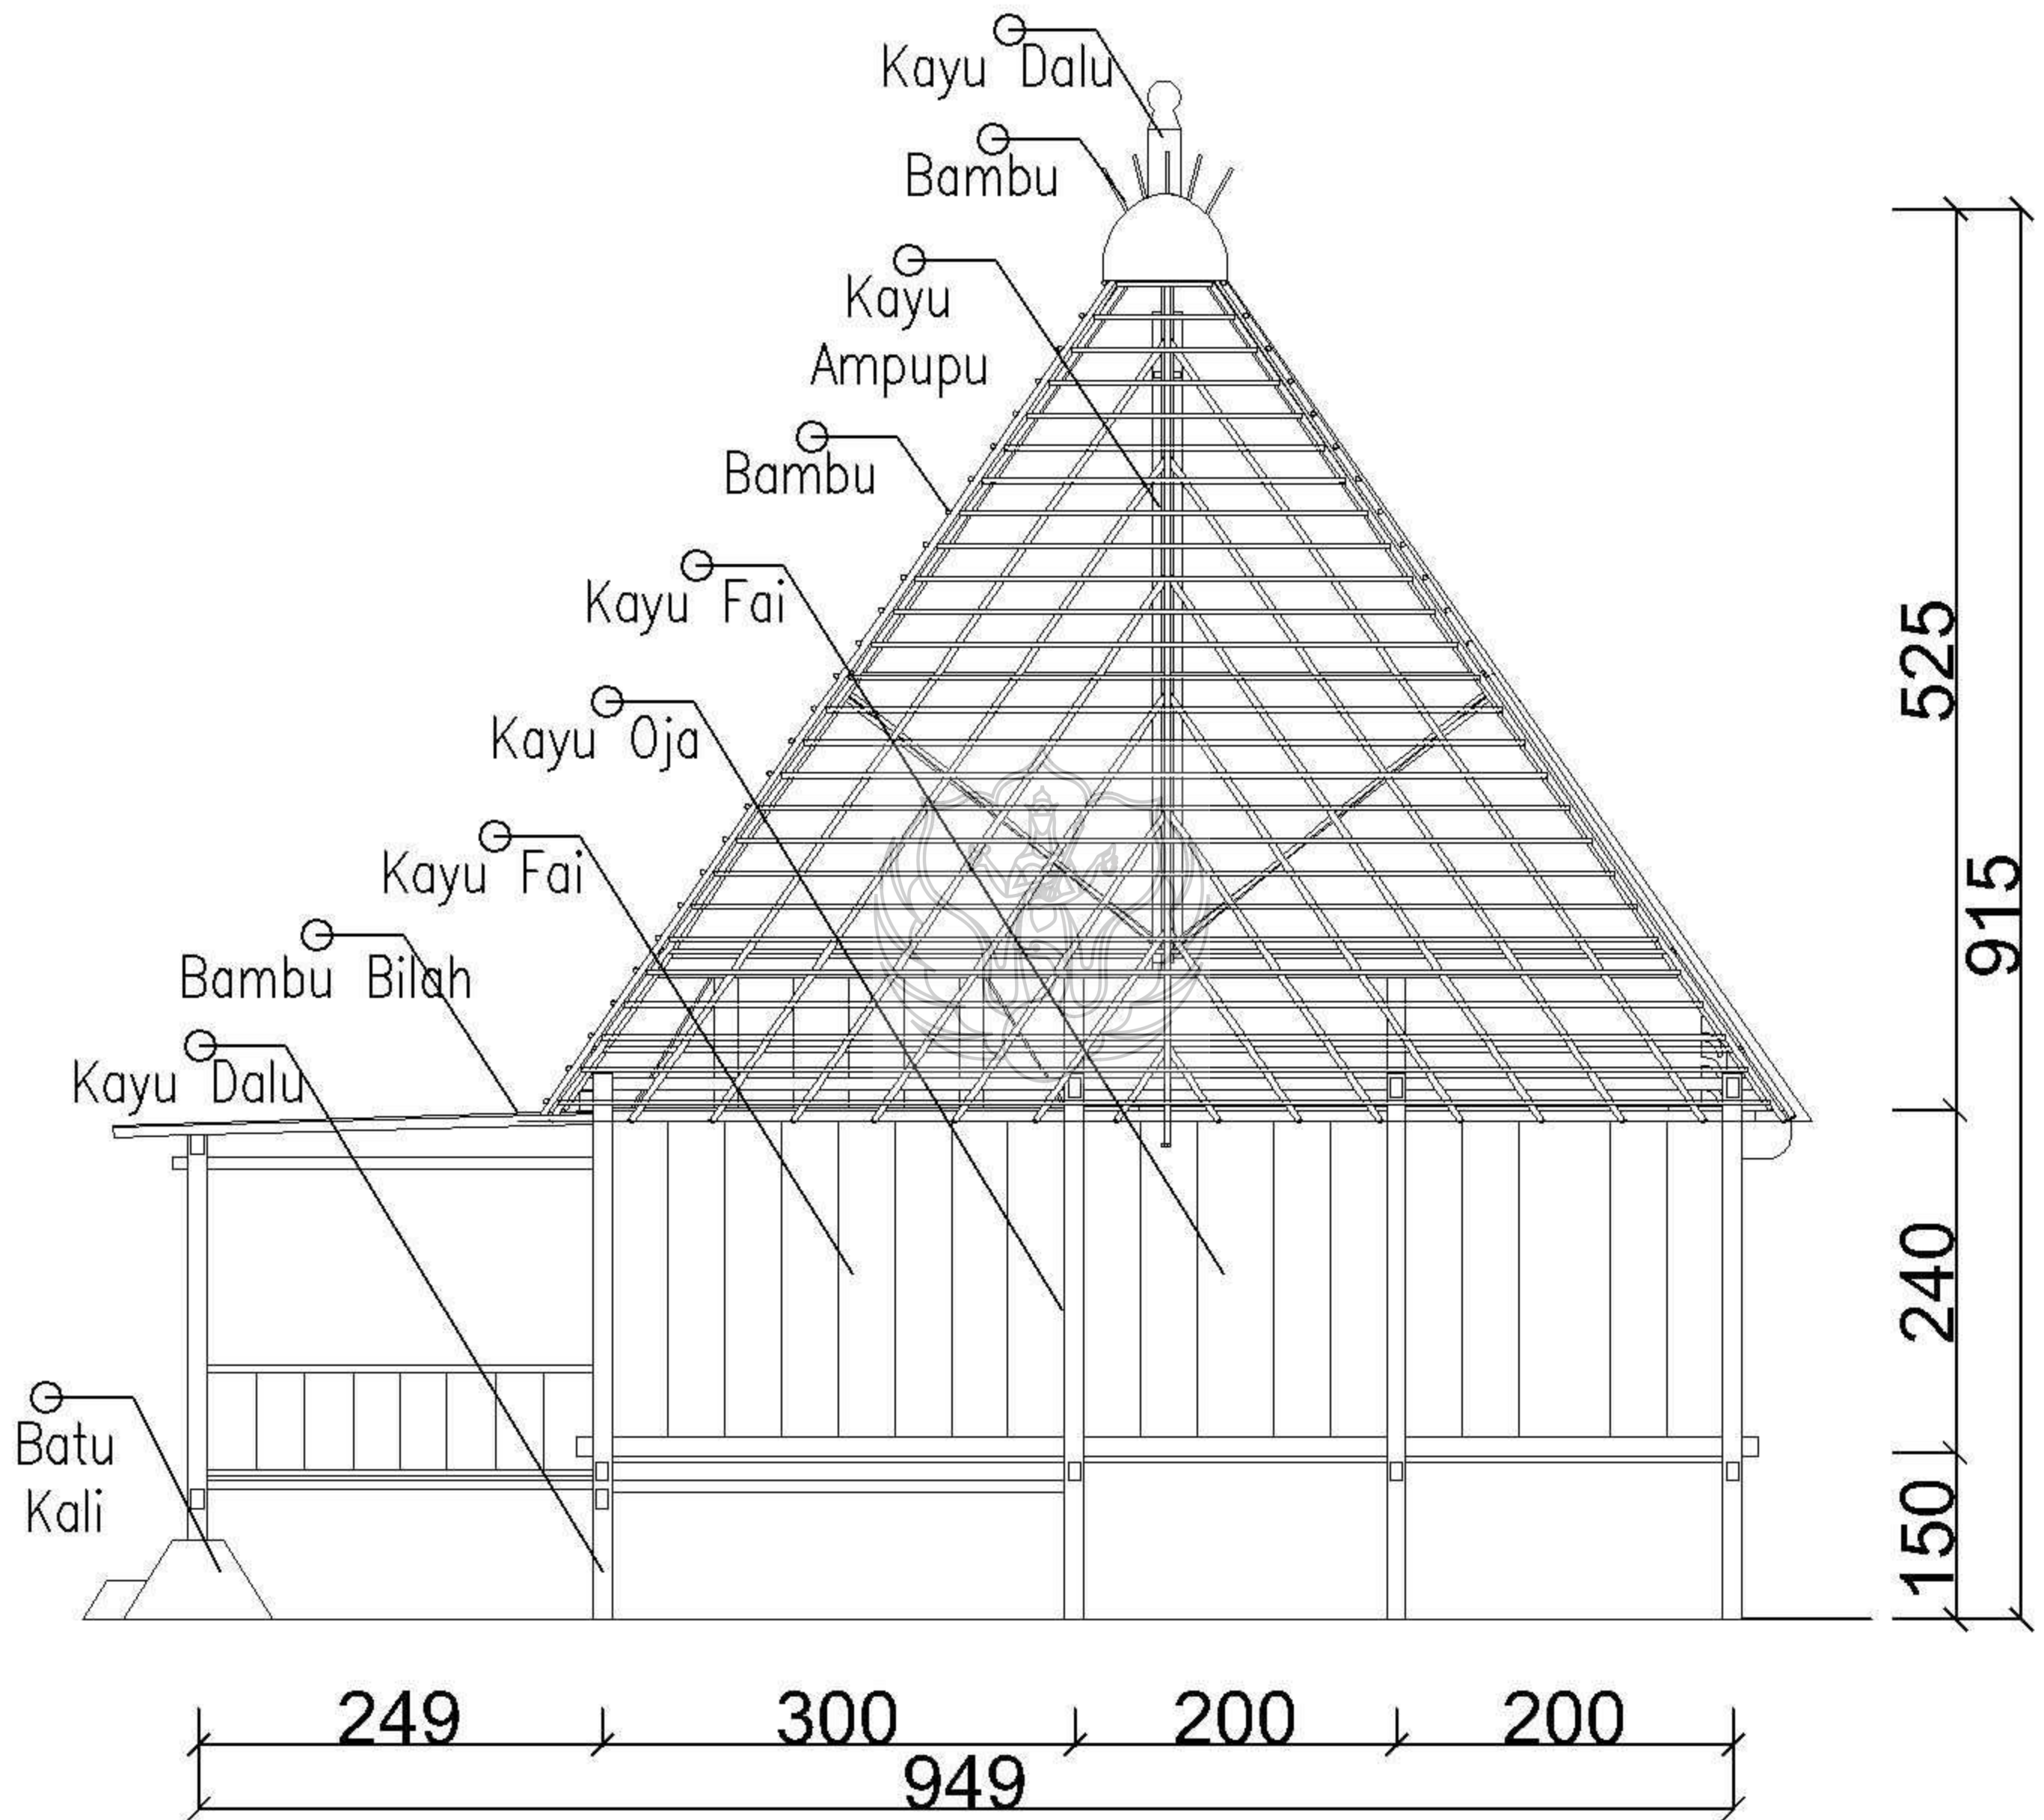 Kayu Dalu
Bambu
Kayu
Ampupu
Bambu
Kayu Fai
Kayu Oja
Kayu Fai
Bambu Bilah
Kayu Dalu
Batu
Kali
525
915
240
150
249
300
200
200
949